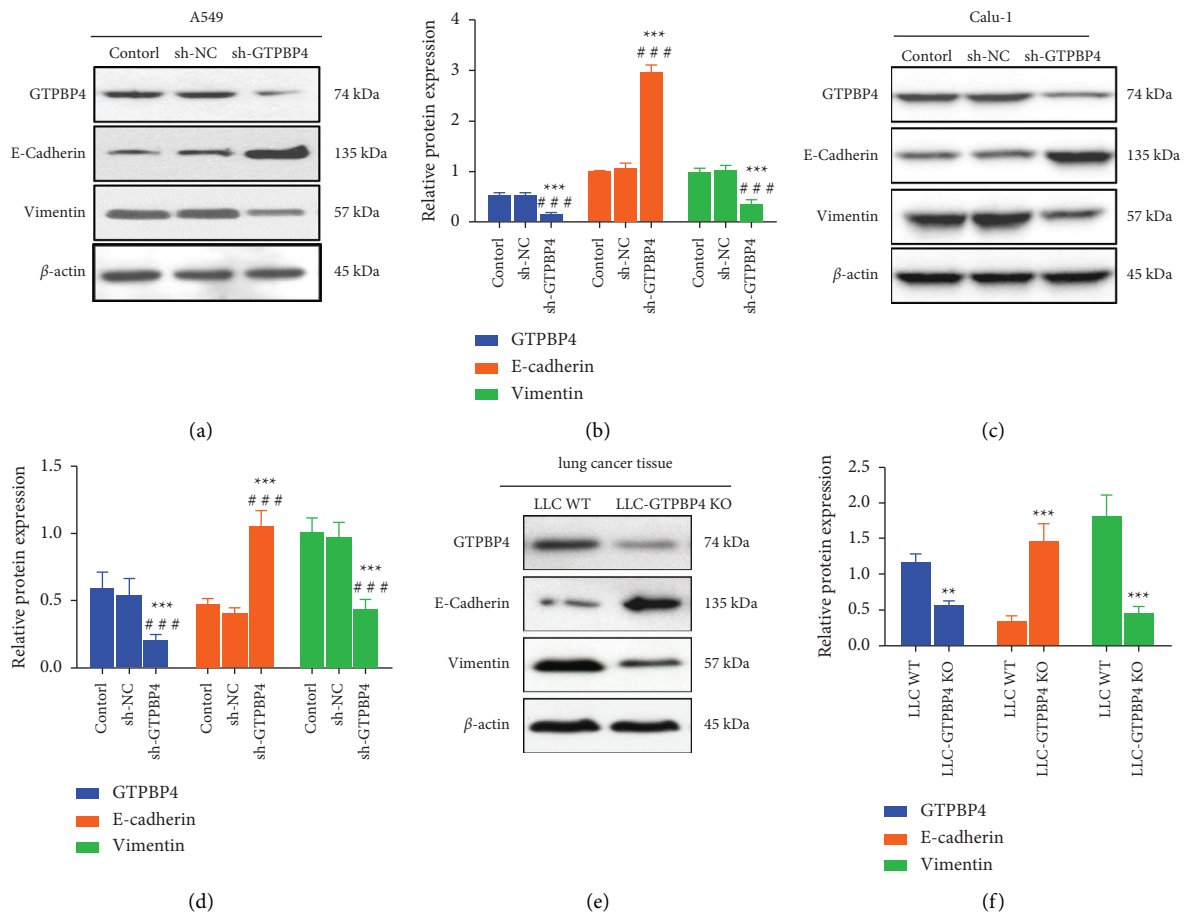 A549
Contorl sh-NC sh-GTPBP4
GTPBP4 74 kDa
E-Cadherin 135 kDa
Vimentin 57 kDa
β-actin 45 kDa
(a)
Relative protein expression
4
3
2
1
0
*** 
# # #
***
# # #
***
# # #
Contorl
sh-NC
sh-GTPBP4
Contorl
sh-NC
sh-GTPBP4
Contorl
sh-NC
sh-GTPBP4
GTPBP4
E-cadherin
Vimentin
(b)
Calu-1
Contorl sh-NC sh-GTPBP4
GTPBP4 74 kDa
E-Cadherin 135 kDa
Vimentin 57 kDa
β-actin 45 kDa
(c)
Relative protein expression
1.5
1.0
0.5
0.0
***
# # #
***
# # #
***
# # #
Contorl
sh-NC
sh-GTPBP4
Contorl
sh-NC
sh-GTPBP4
Contorl
sh-NC
sh-GTPBP4
GTPBP4
E-cadherin
Vimentin
(d)
lung cancer tissue
LLC WT LLC-GTPBP4 KO
GTPBP4 74 kDa
E-Cadherin 135 kDa
Vimentin 57 kDa
β-actin 45 kDa
(e)
Relative protein expression
2.5
2.0
1.5
1.0
0.5
0.0
**
***
***
LLC WT
LLC-GTPBP4 KO
LLC WT
LLC-GTPBP4 KO
LLC WT
LLC-GTPBP4 KO
GTPBP4
E-cadherin
Vimentin
(f)